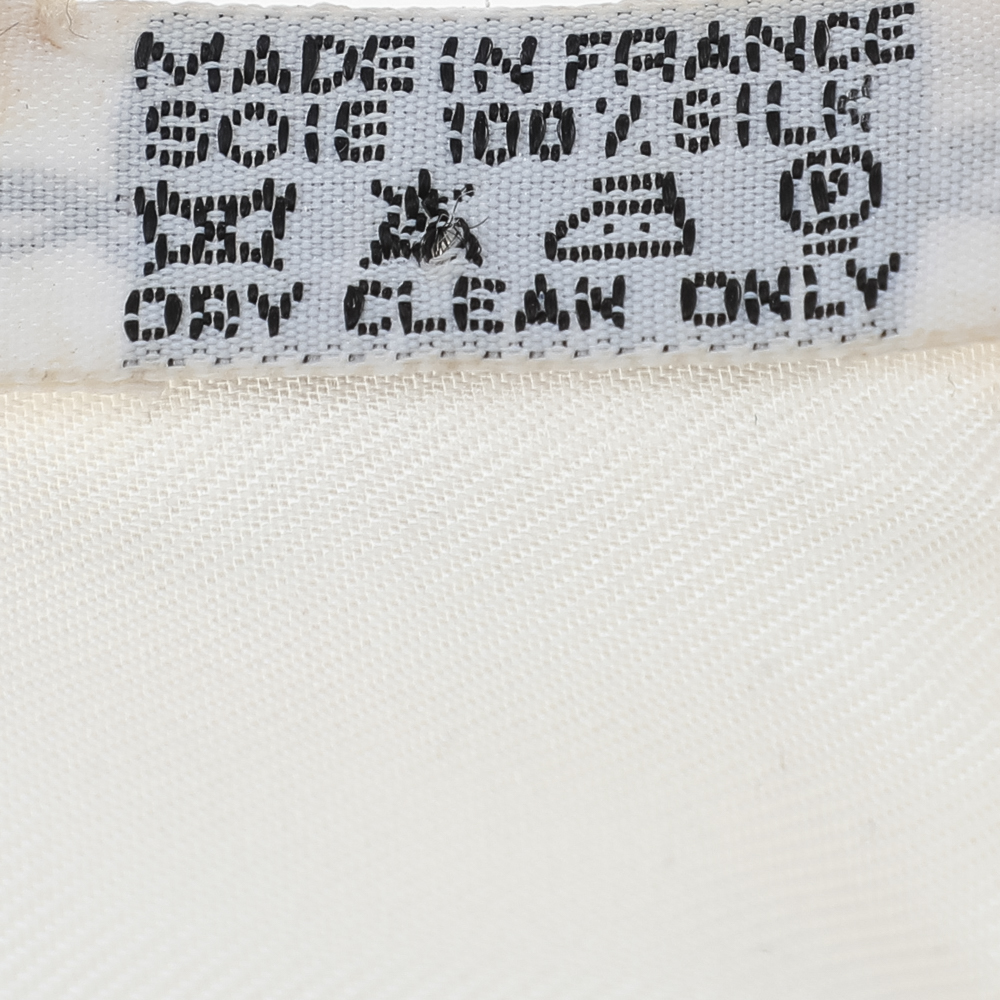 MADE IN FRANCE
SOIE 100% SILK
P
DRY CLEAN ONLY